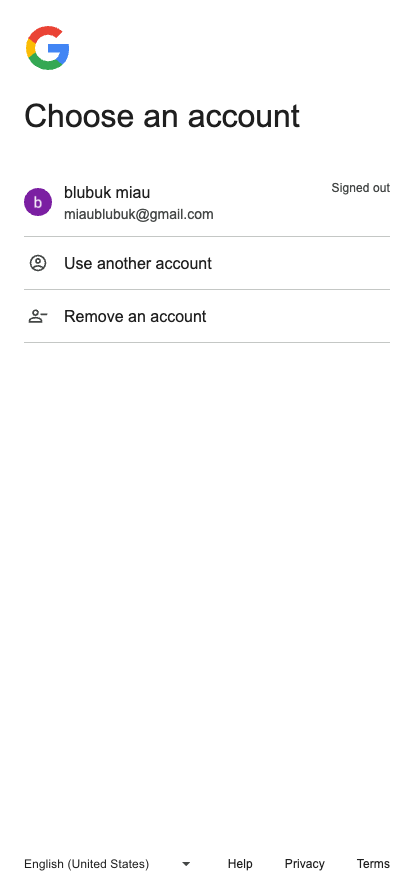 Choose an account
b
blubuk miau
Signed out
miaublubuk@gmail.com
Use another account
Remove an account
English (United States)
Help
Privacy
Terms